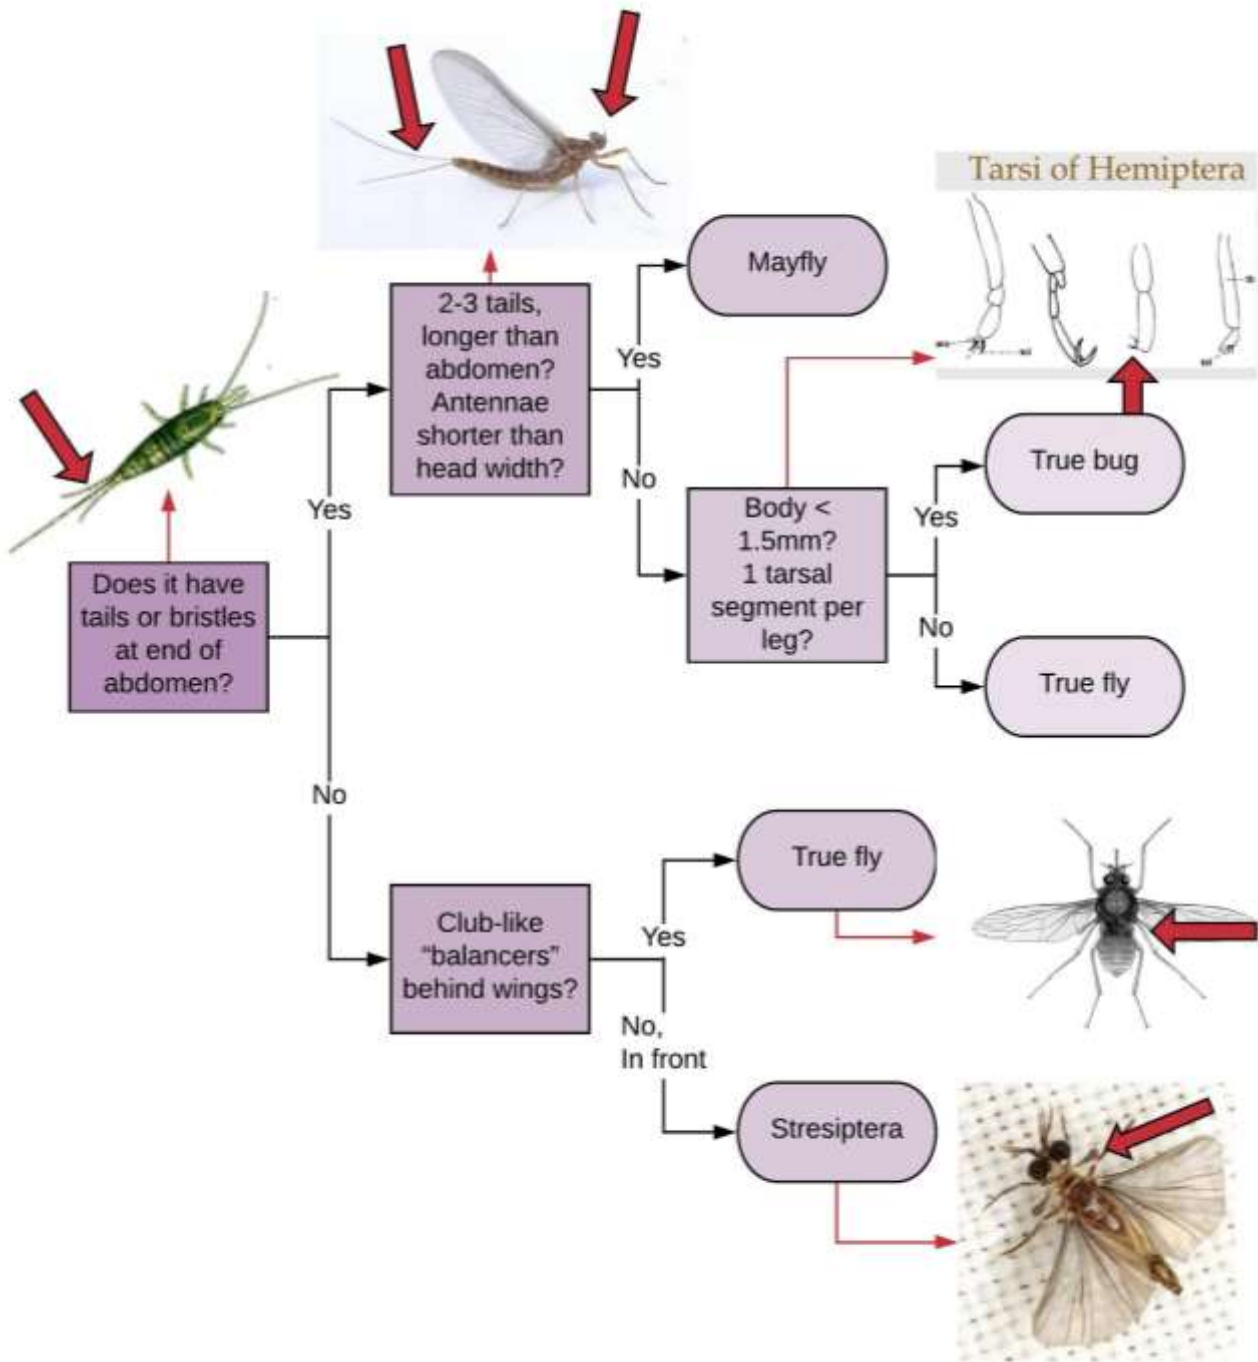 Tarsi of Hemiptera
Mayfly
2-3 tails,
longer than
abdomen?
Antennae
shorter than
head width?
Yes
No
True bug
Body <
1.5mm?
1 tarsal
segment per
leg?
Yes
No
True fly
Does it have
tails or bristles
at end of
abdomen?
Yes
No
True fly
Club-like
“balancers”
behind wings?
Yes
No,
In front
Stresiptera